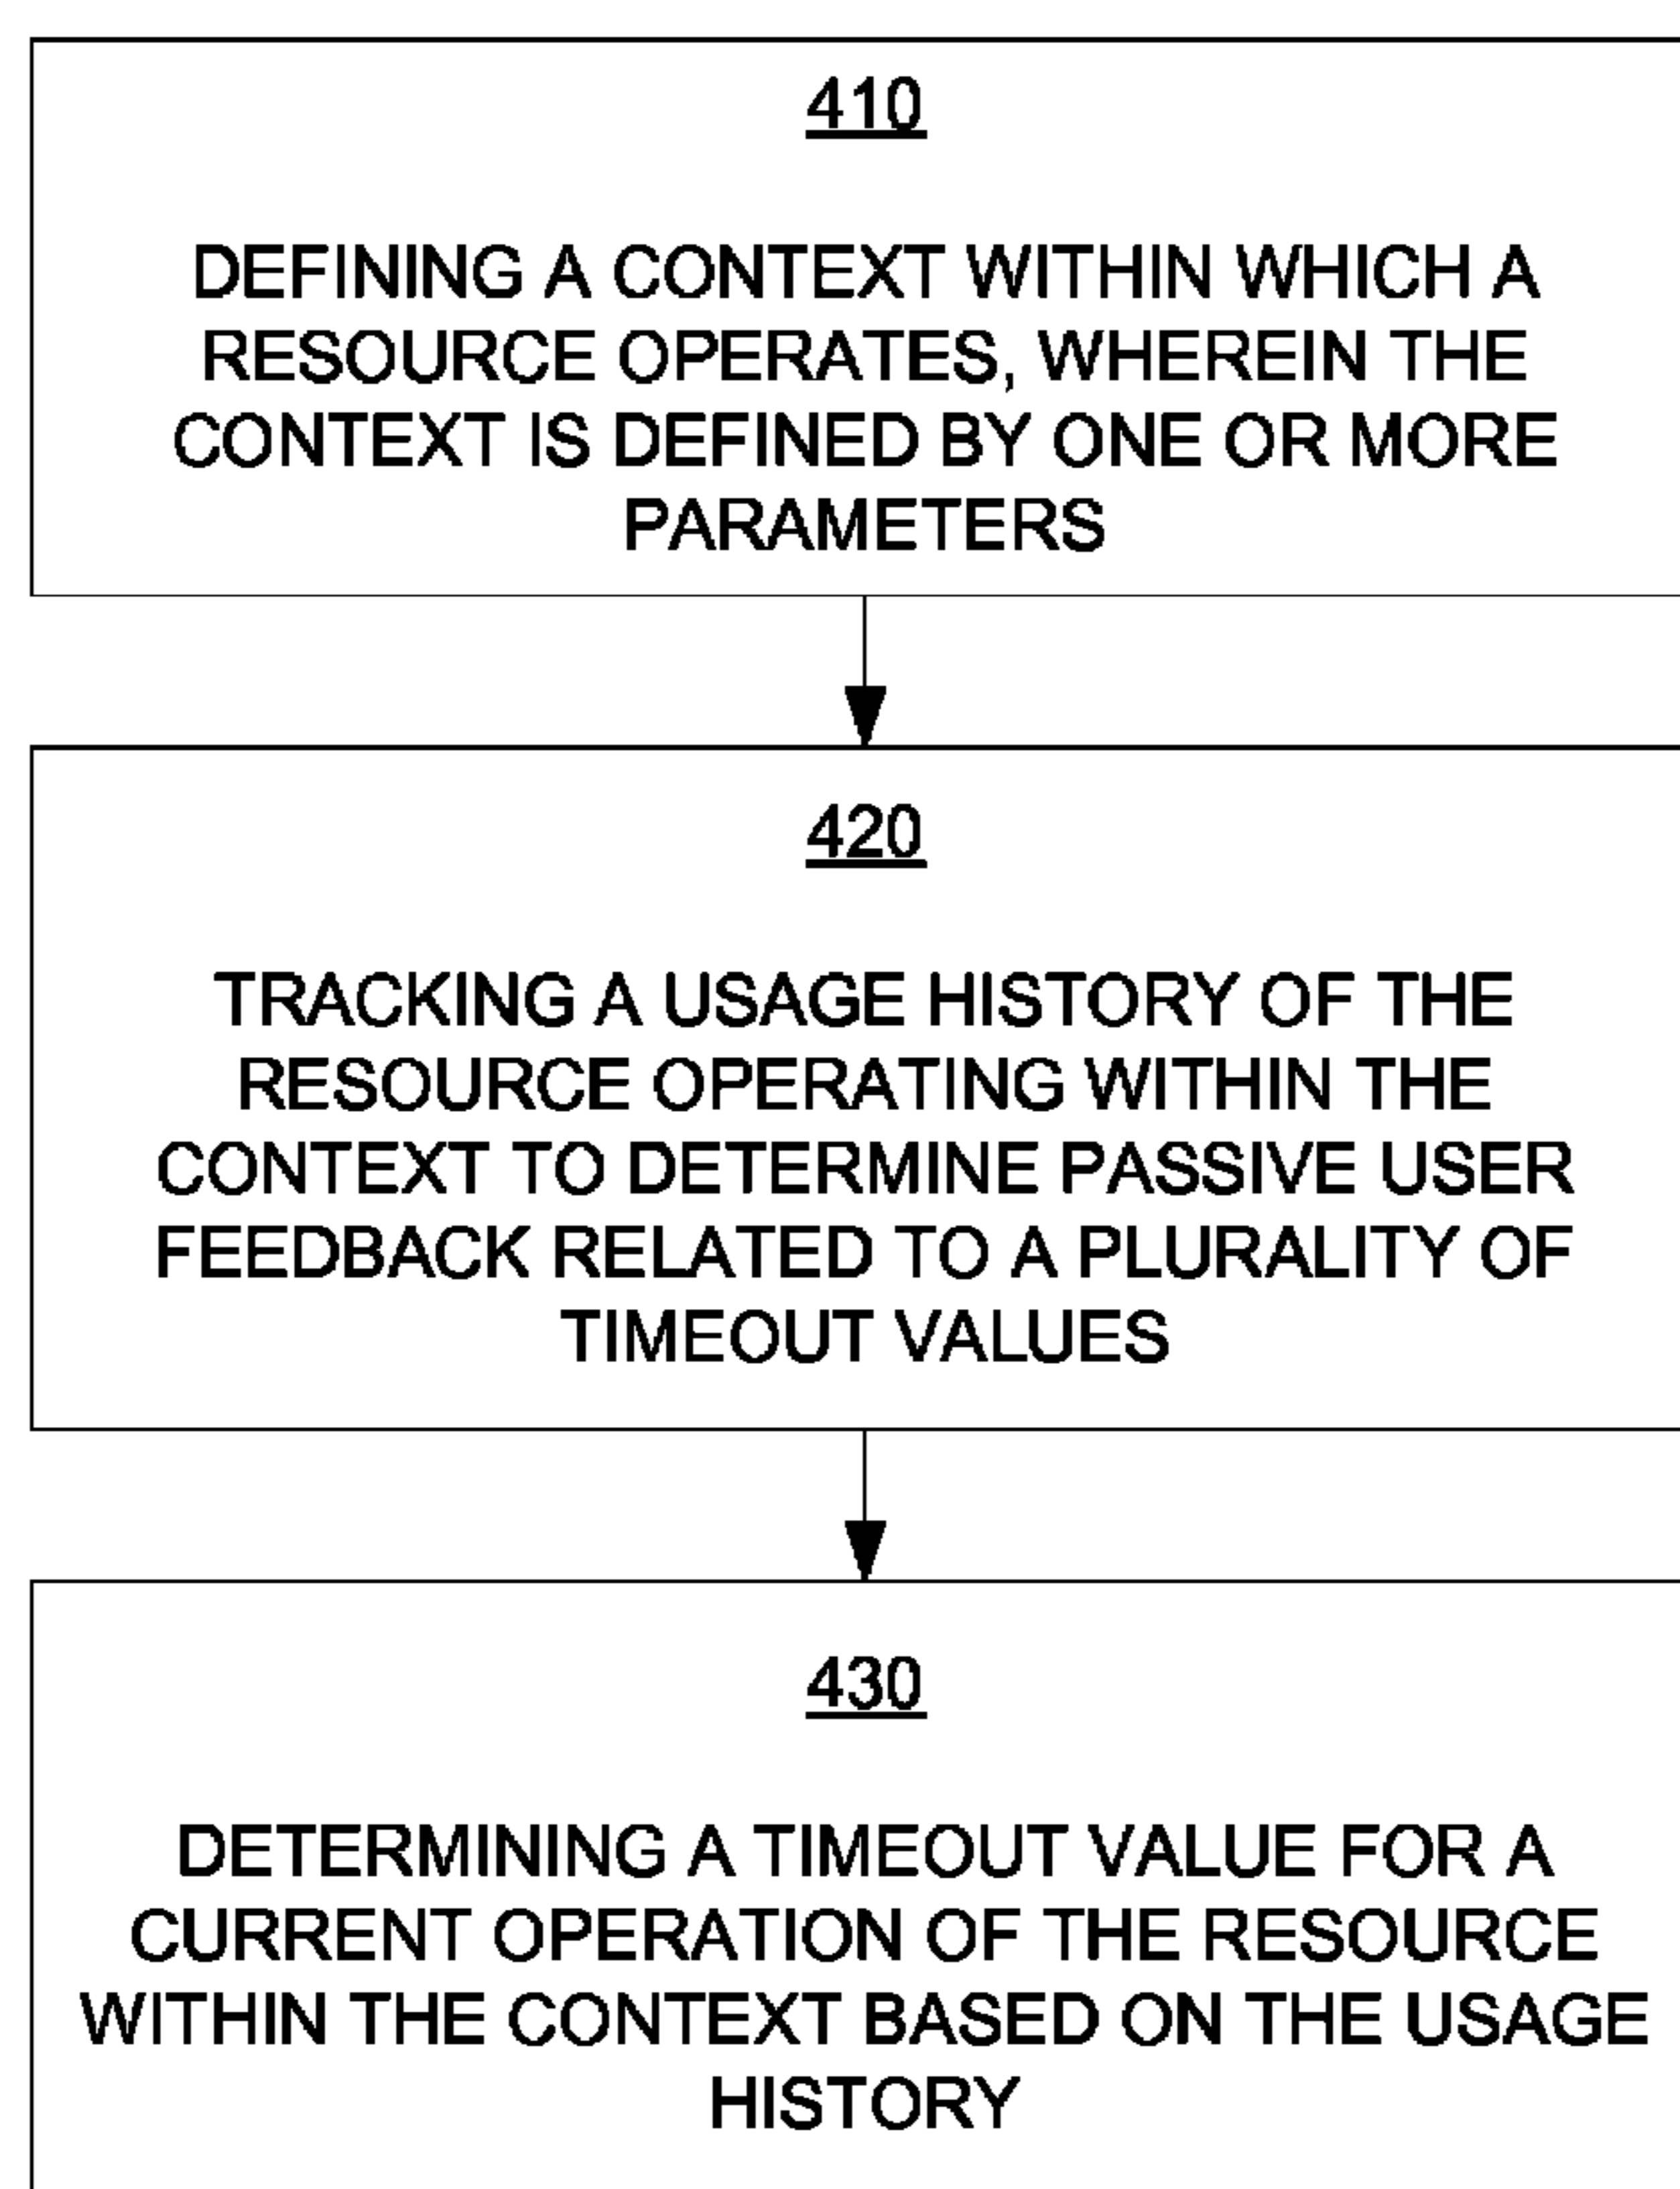 410
DEFINING A CONTEXT WITHIN WHICH A
RESOURCE OPERATES, WHEREIN THE
CONTEXT IS DEFINED BY ONE OR MORE
PARAMETERS
420
TRACKING A USAGE HISTORY OF THE
RESOURCE OPERATING WITHIN THE
CONTEXT TO DETERMINE PASSIVE USER
FEEDBACK RELATED TO A PLURALITY OF
TIMEOUT VALUES
430
DETERMINING A TIMEOUT VALUE FOR A
CURRENT OPERATION OF THE RESOURCE
WITHIN THE CONTEXT BASED ON THE USAGE
HISTORY